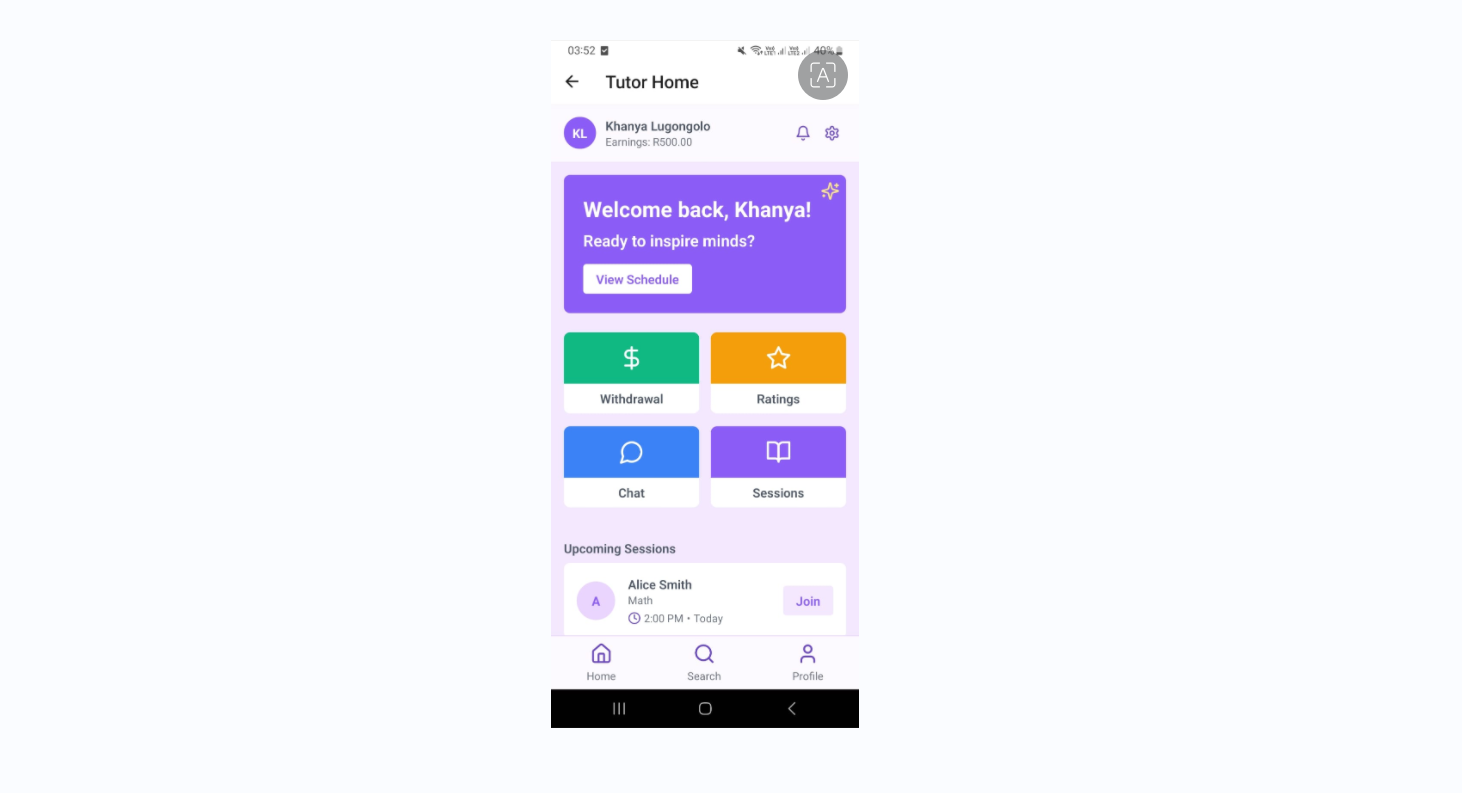 03:52
40%
Tutor Home
A
KL
Khanya Lugongolo
Earnings: R500.00
Welcome back, Khanya!
Ready to inspire minds?
View Schedule
Withdrawal
Ratings
Chat
Sessions
Upcoming Sessions
A
Alice Smith
Math
2:00 PM • Today
Join
Home
Search
Profile